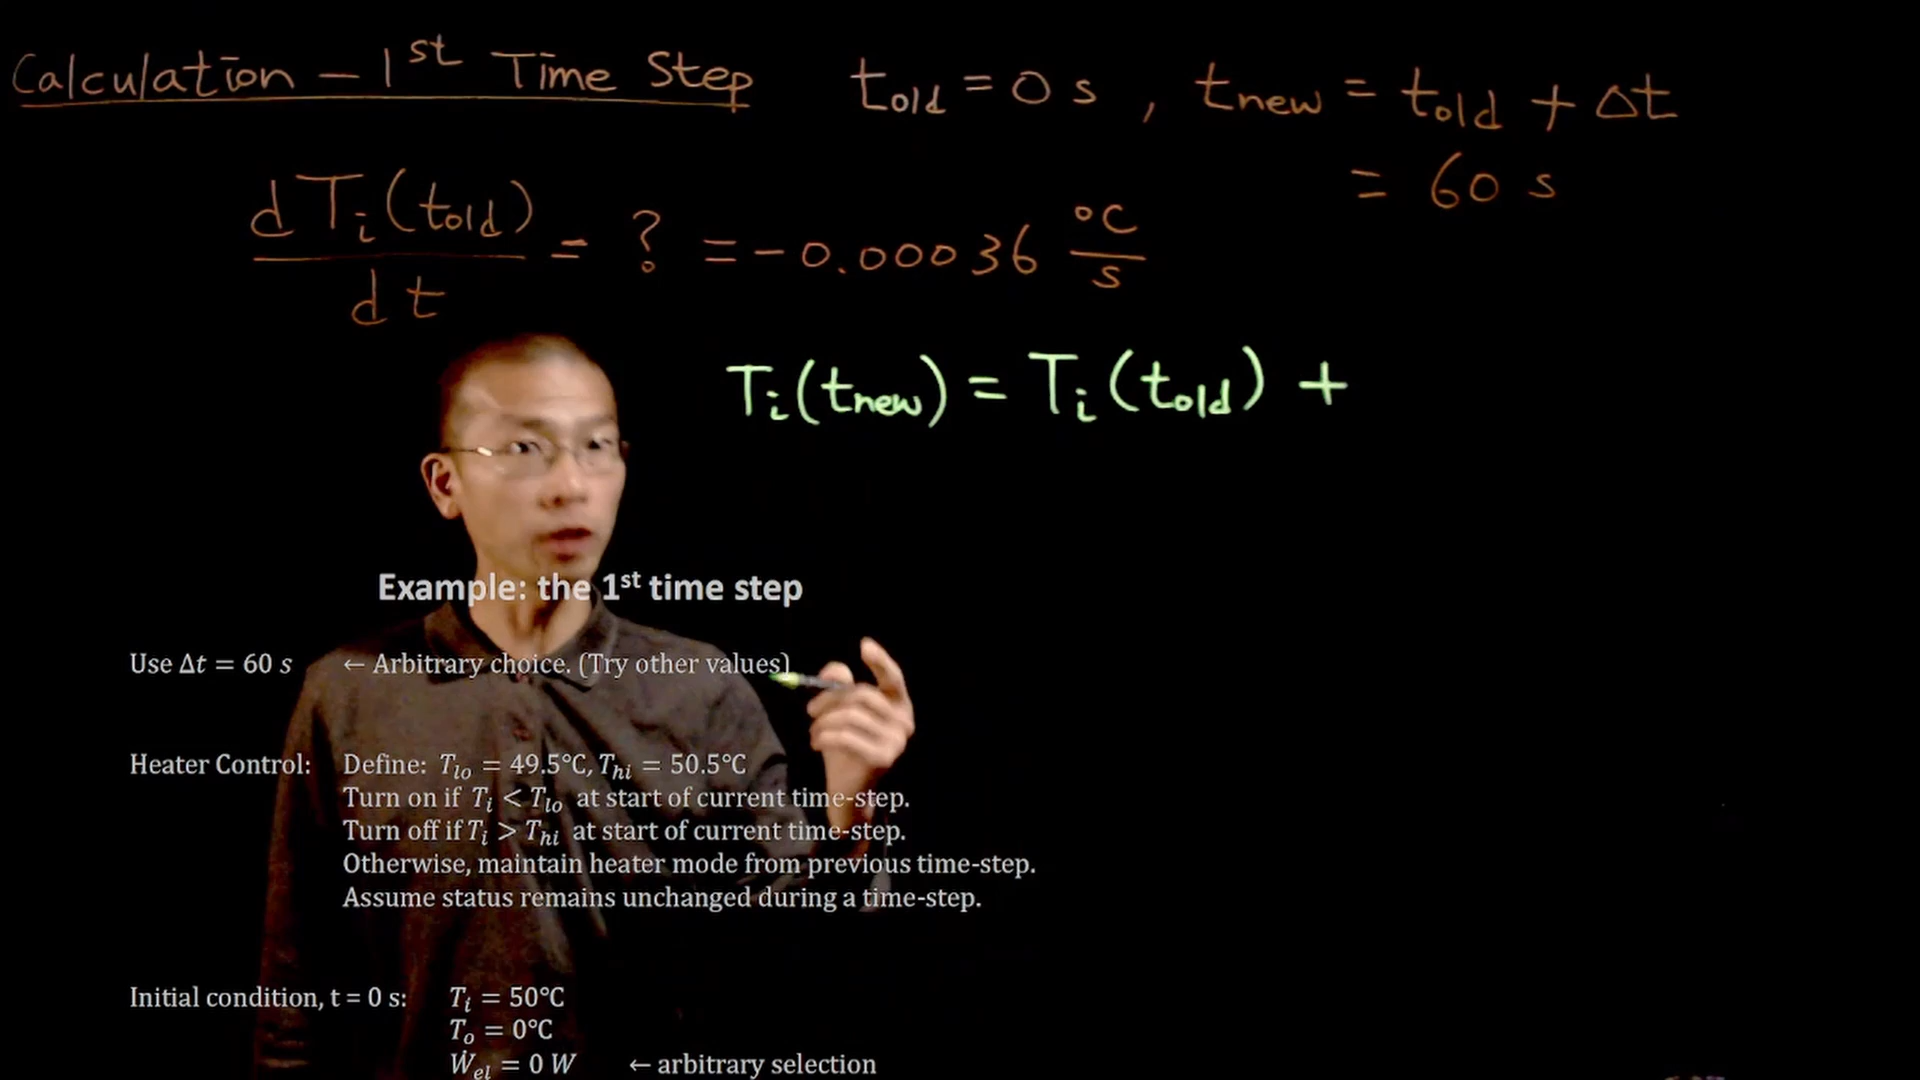 Calculation – 1st Time Step   t_old = 0 s , t_new = t_old + Δt
= 60 s
dT_i(t_old)/dt = ? = -0.00036 °C/s
T_i(t_new) = T_i(t_old) +
Example: the 1st time step
Use Δt = 60 s   ← Arbitrary choice. (Try other values)
Heater Control:   Define: T_lo = 49.5°C, T_hi = 50.5°C
Turn on if T_i < T_lo at start of current time-step.
Turn off if T_i > T_hi at start of current time-step.
Otherwise, maintain heater mode from previous time-step.
Assume status remains unchanged during a time-step.
Initial condition, t = 0 s:   T_i = 50°C
T_o = 0°C
Ẇ_el = 0 W   ← arbitrary selection